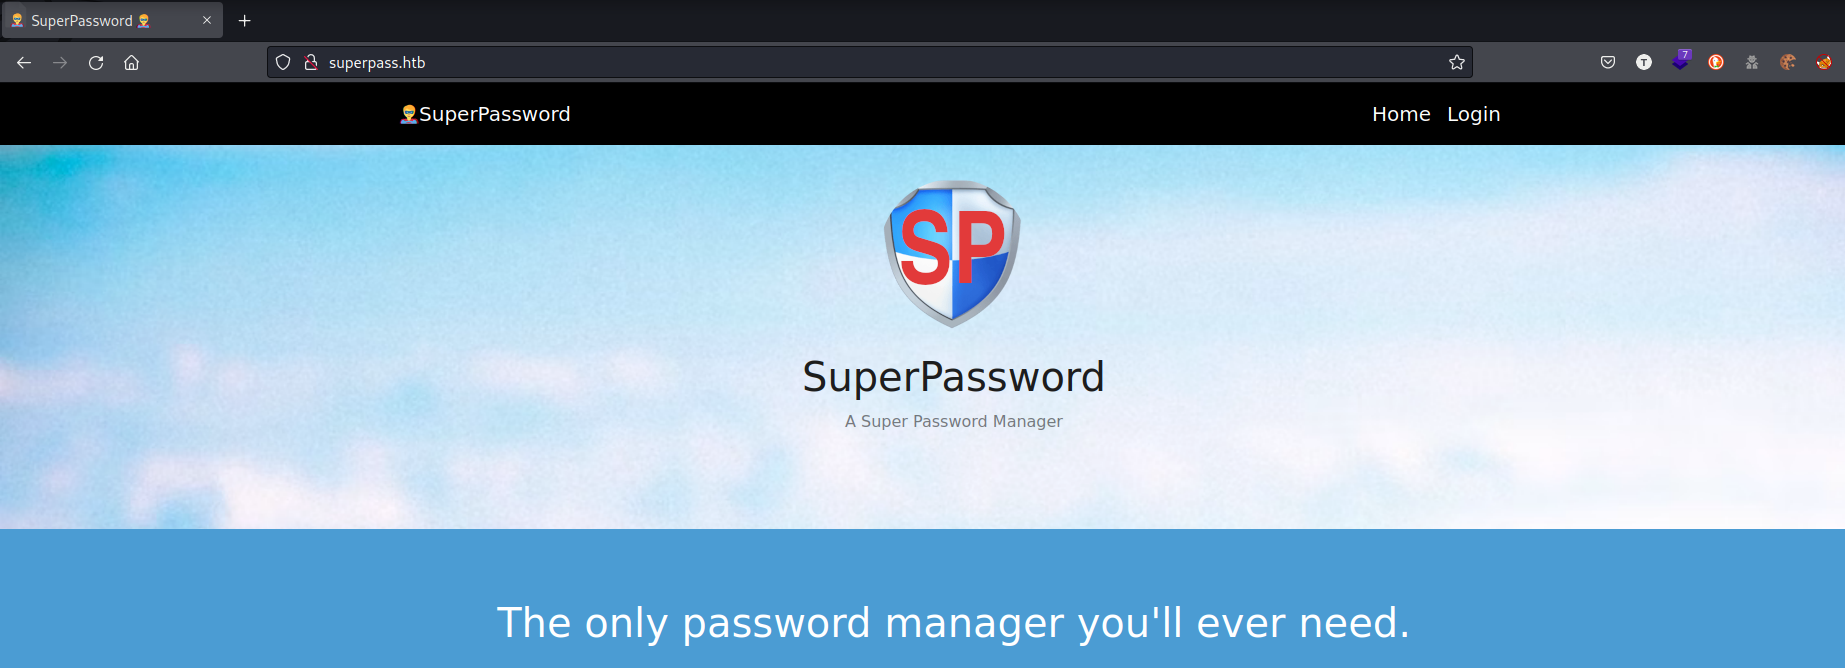 SuperPassword
superpass.htb
T
7
SuperPassword
Home Login
SP
SuperPassword
A Super Password Manager
The only password manager you'll ever need.